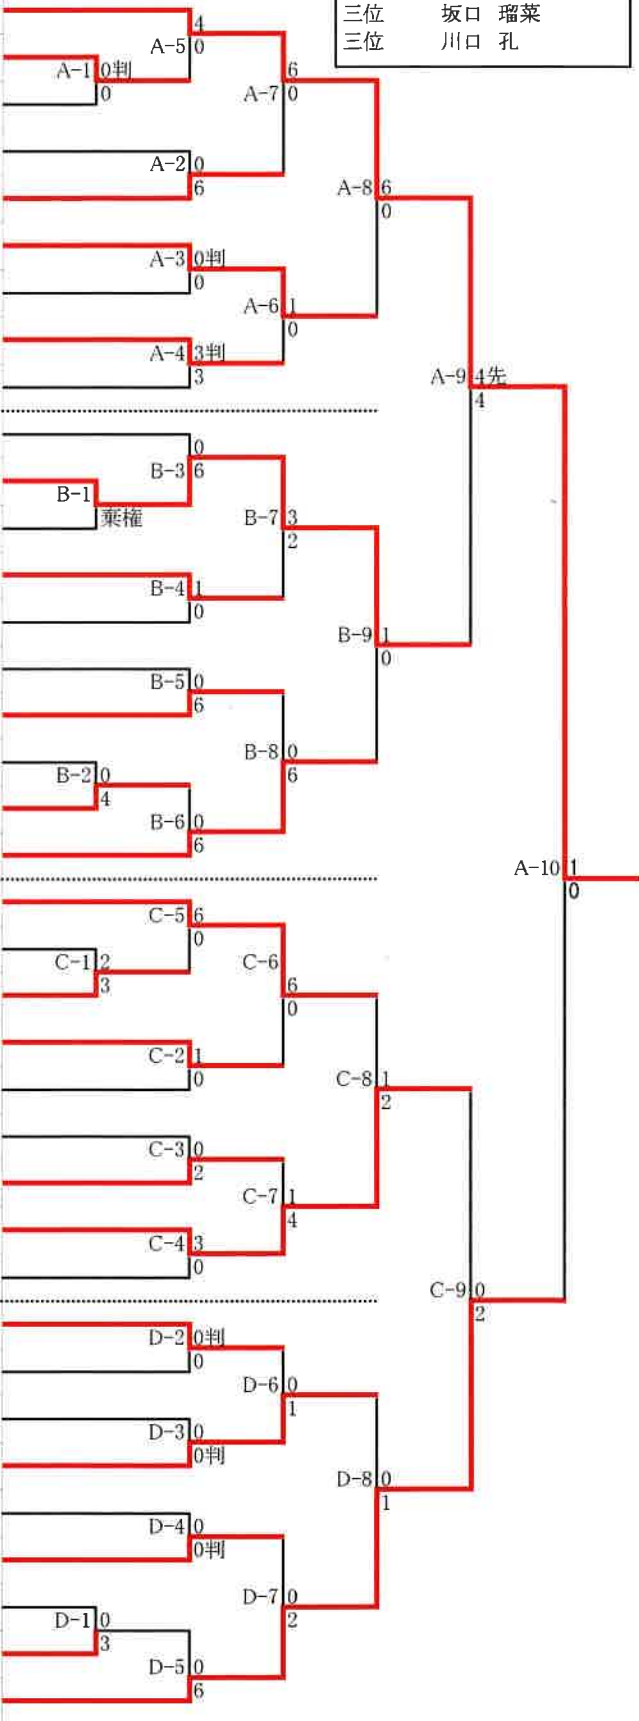 三位 坂口 瑠菜
三位 川口 孔
4
A-5 0
6
A-1 0判
0
A-7 0
A-2 0
6
A-8 6
0
A-3 0判
0
A-6 1
0
A-4 3判
3
A-9 4先
4
0
B-3 6
B-1
棄権
B-7 3
2
B-4 1
0
B-9 1
0
B-5 0
6
B-8 0
6
B-2 0
4
B-6 0
6
A-10 1
0
C-5 6
0
C-1 2
3
C-6
6
0
C-2 1
0
C-8 1
2
C-3 0
2
C-7 1
4
C-4 3
0
C-9 0
2
D-2 0判
0
D-6 0
1
D-3 0
0判
D-8 0
1
D-4 0
0判
D-7 0
2
D-1 0
3
D-5 0
6